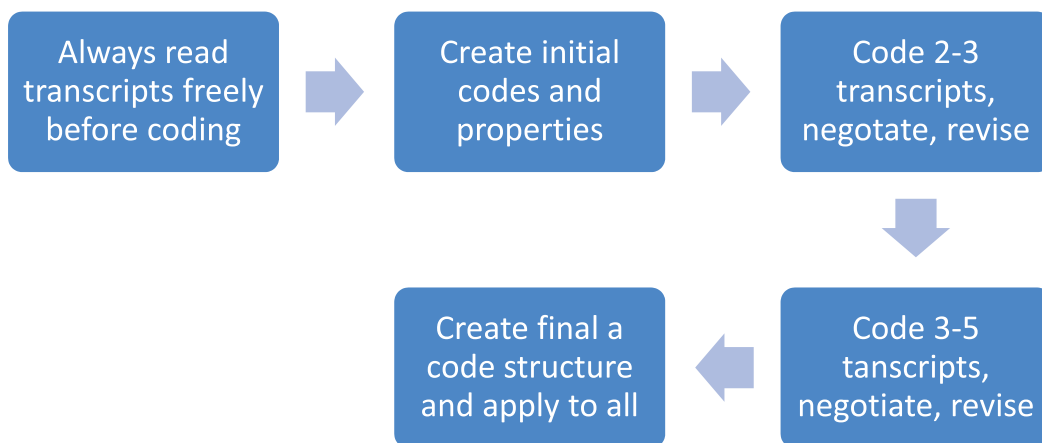 Always read
transcripts freely
before coding
Create initial
codes and
properties
Code 2-3
transcripts,
negotate, revise
Code 3-5
tanscripts,
negotiate, revise
Create final a
code structure
and apply to all